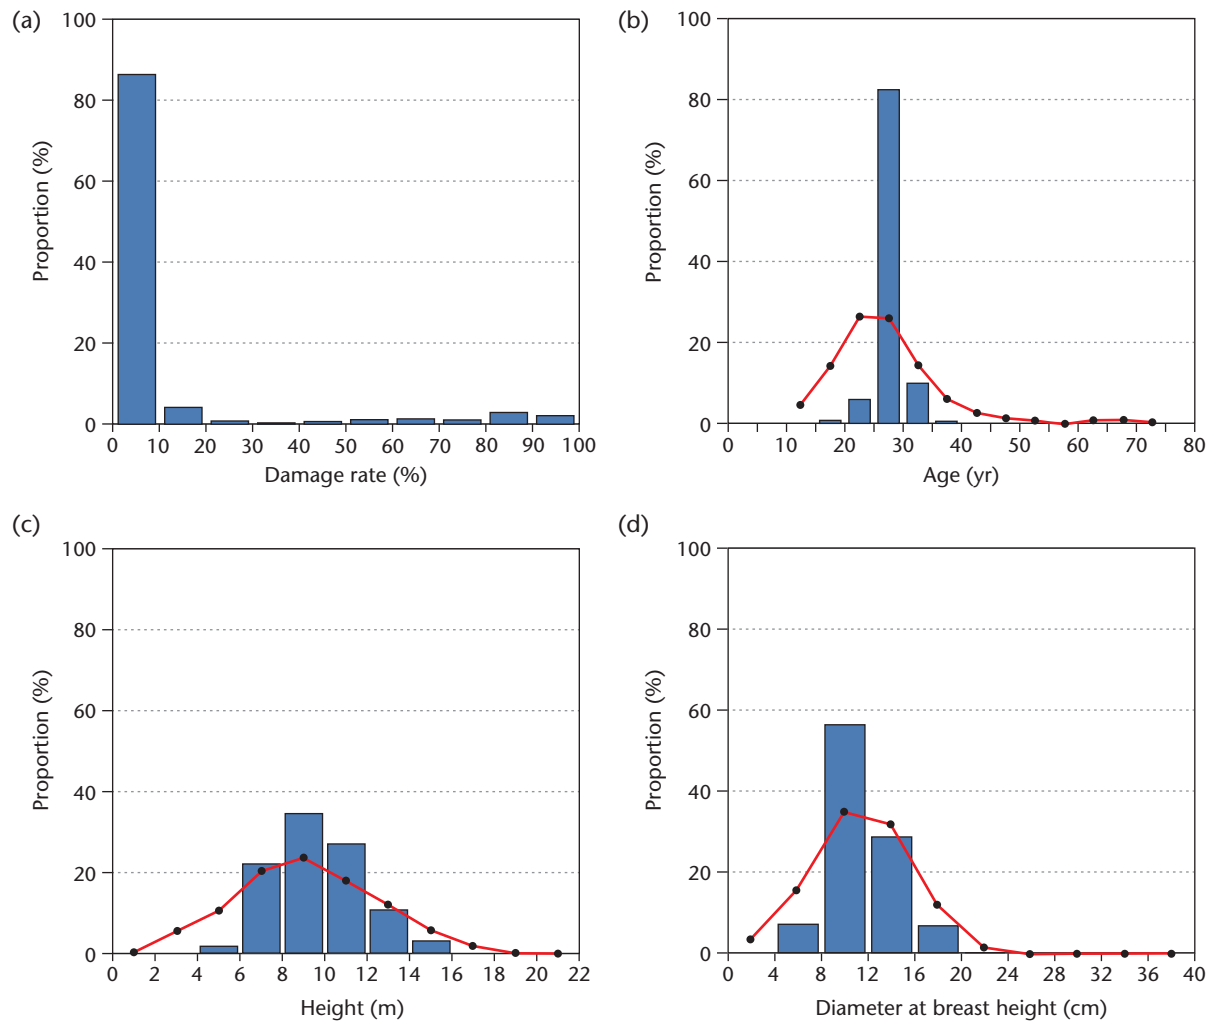 (a)
100
80
60
40
20
0
Proportion (%)
0 10 20 30 40 50 60 70 80 90 100
Damage rate (%)
(b)
100
80
60
40
20
0
Proportion (%)
0 10 20 30 40 50 60 70 80
Age (yr)
(c)
100
80
60
40
20
0
Proportion (%)
0 2 4 6 8 10 12 14 16 18 20 22
Height (m)
(d)
100
80
60
40
20
0
Proportion (%)
0 4 8 12 16 20 24 28 32 36 40
Diameter at breast height (cm)